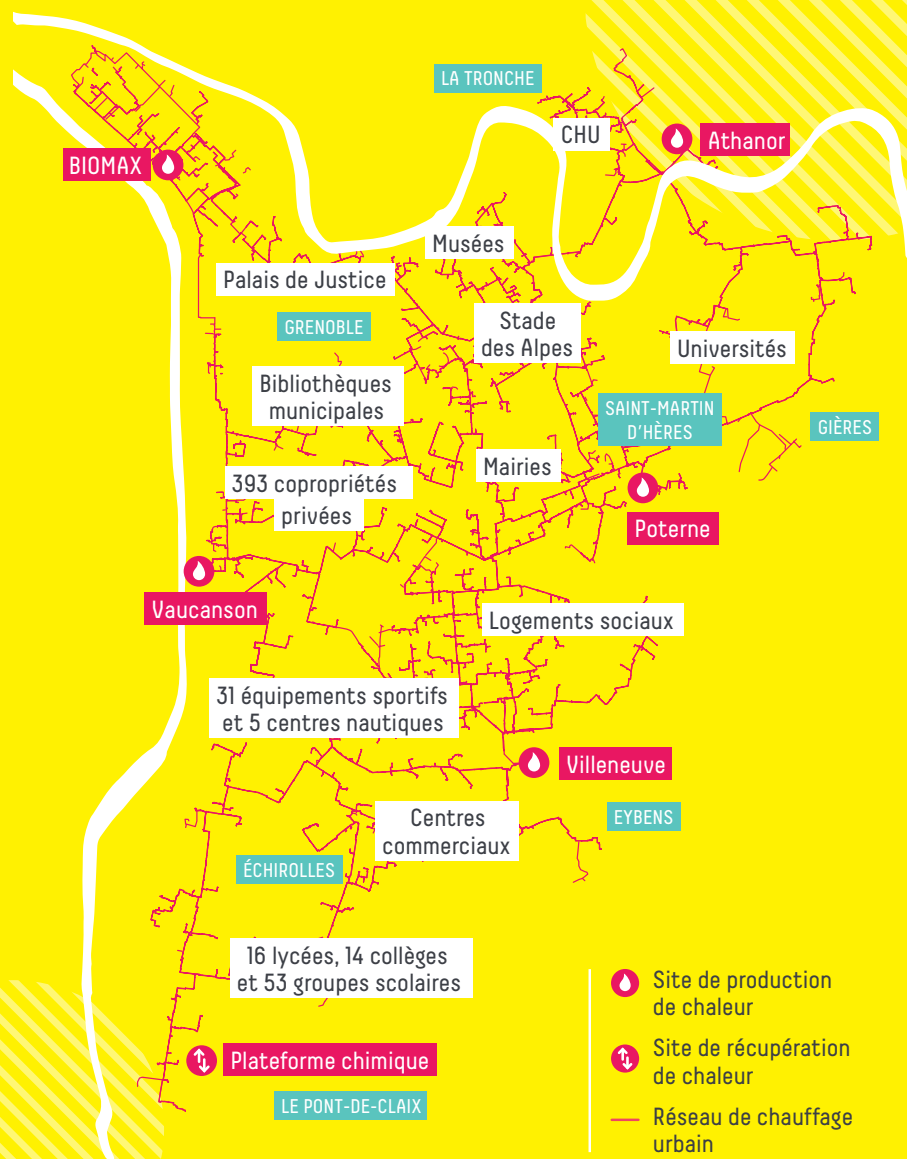 LA TRONCHE
CHU
Athanor
BIOMAX
Musées
Palais de Justice
GRENOBLE
Stade
des Alpes
Universités
Bibliothèques
municipales
SAINT-MARTIN
D'HÈRES
GIÈRES
Mairies
393 copropriétés
privées
Poterne
Vaucanson
Logements sociaux
31 équipements sportifs
et 5 centres nautiques
Villeneuve
EYBENS
Centres
commerciaux
ÉCHIROLLES
16 lycées, 14 collèges
et 53 groupes scolaires
Plateforme chimique
LE PONT-DE-CLAIX
Site de production
de chaleur
Site de récupération
de chaleur
Réseau de chauffage
urbain